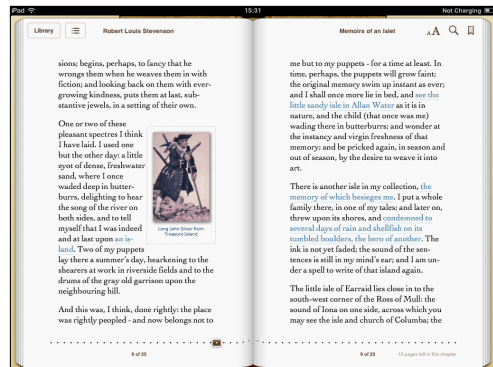 iPad
15:31
Not Charging
Library
Robert Louis Stevenson
Memoirs of an Islet
AA
sions; begins, perhaps, to fancy that he
wrongs them when he weaves them in with
fiction; and looking back on them with ever-
growing kindness, puts them at last, sub-
stantive jewels, in a setting of their own.
One or two of these
pleasant spectres I think
I have laid. I used one
but the other day: a little
eyot of dense, freshwater
sand, where I once
waded deep in butter-
burrs, delighting to hear
the song of the river on
both sides, and to tell
myself that I was indeed
and at last upon an is-
land. Two of my puppets
lay there a summer's day, hearkening to the
shearers at work in riverside fields and to the
drums of the gray old garrison upon the
neighbouring hill.
Long John Silver from
Treasure Island
And this was, I think, done rightly: the place
was rightly peopled - and now belongs not to
8 of 22
me but to my puppets - for a time at least. In
time, perhaps, the puppets will grow faint;
the original memory swim up instant as ever;
and I shall once more lie in bed, and see the
little sandy isle in Allan Water as it is in
nature, and the child (that once was me)
wading there in butterburrs; and wonder at
the instancy and virgin freshness of that
memory; and be pricked again, in season and
out of season, by the desire to weave it into
art.
There is another isle in my collection, the
memory of which besieges me. I put a whole
family there, in one of my tales; and later on,
threw upon its shores, and condemned to
several days of rain and shellfish on its
tumbled boulders, the hero of another. The
ink is not yet faded; the sound of the sen-
tences is still in my mind's ear; and I am un-
der a spell to write of that island again.
The little isle of Earraid lies close in to the
south-west corner of the Ross of Mull: the
sound of Iona on one side, across which you
may see the isle and church of Columba; the
9 of 22
12 pages left in this chapter